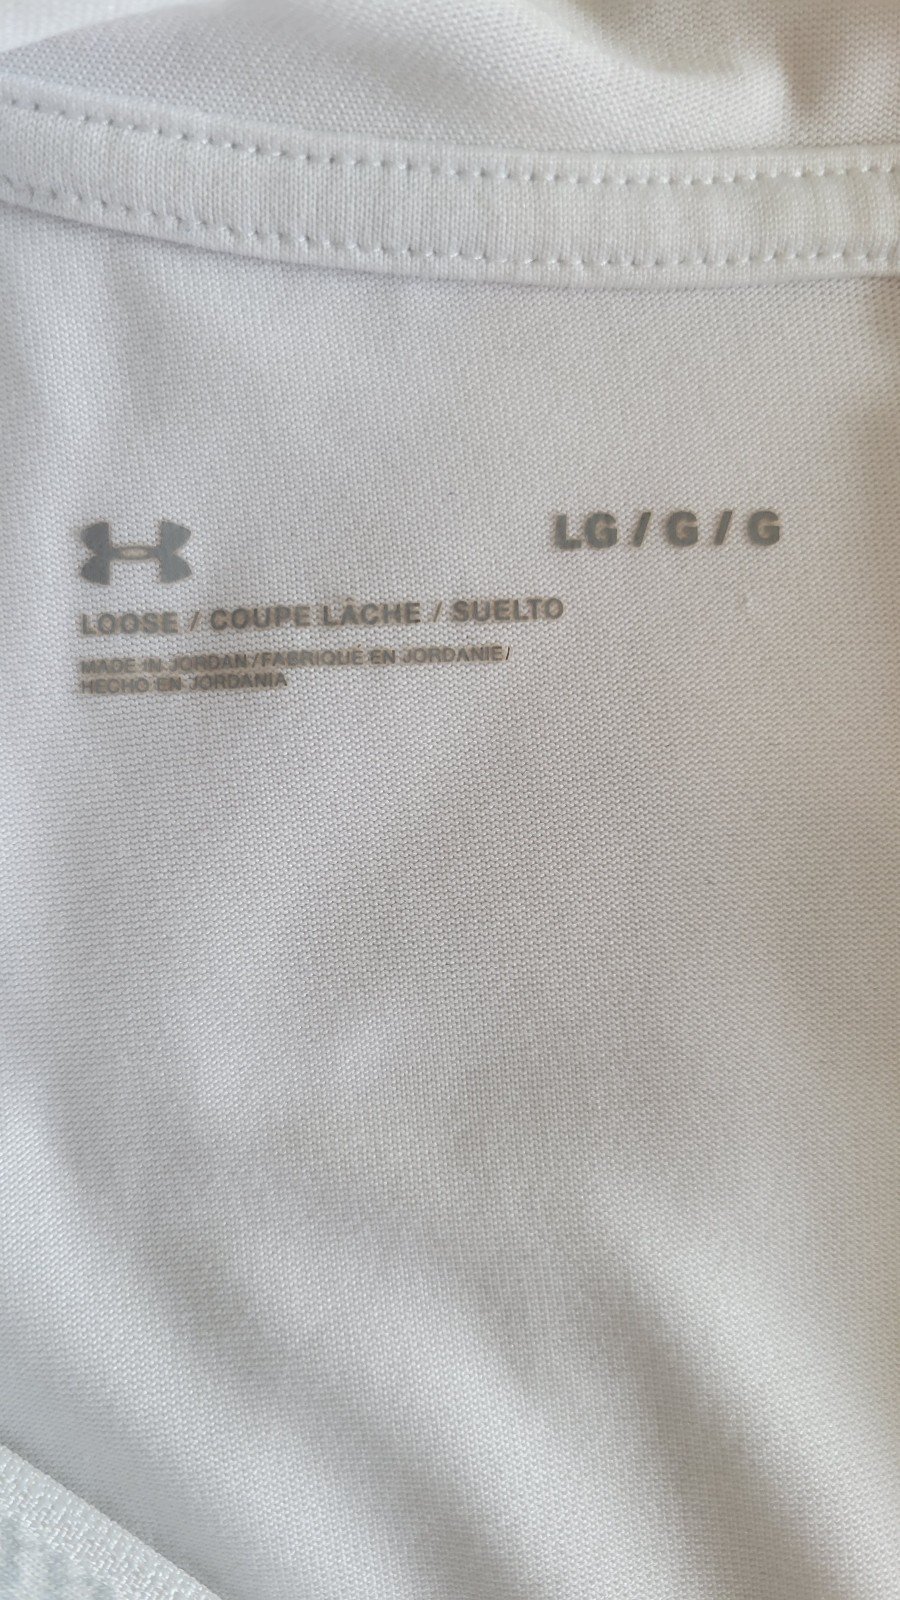 LG / G / G
LOOSE / COUPE LÂCHE / SUELTO
MADE IN JORDAN / FABRIQUÉ EN JORDANIE /
HECHO EN JORDANIA